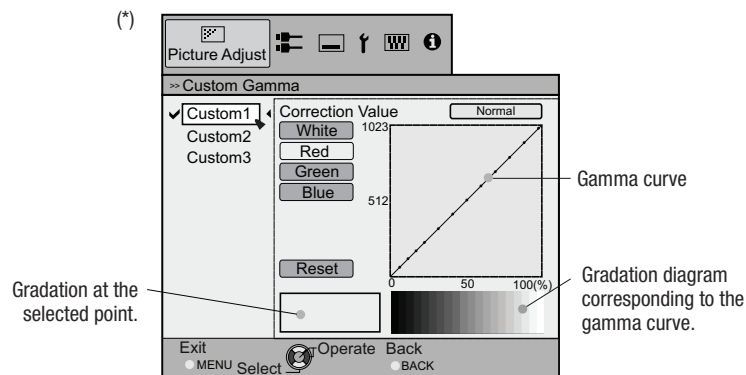 (*)
Picture Adjust
>> Custom Gamma
✔ Custom1
Custom2
Custom3
Correction Value
Normal
White
Red
Green
Blue
Reset
1023
512
0 50 100(%)
Gamma curve
Gradation at the
selected point.
Gradation diagram
corresponding to the
gamma curve.
Exit
MENU
Select
Operate
Back
BACK